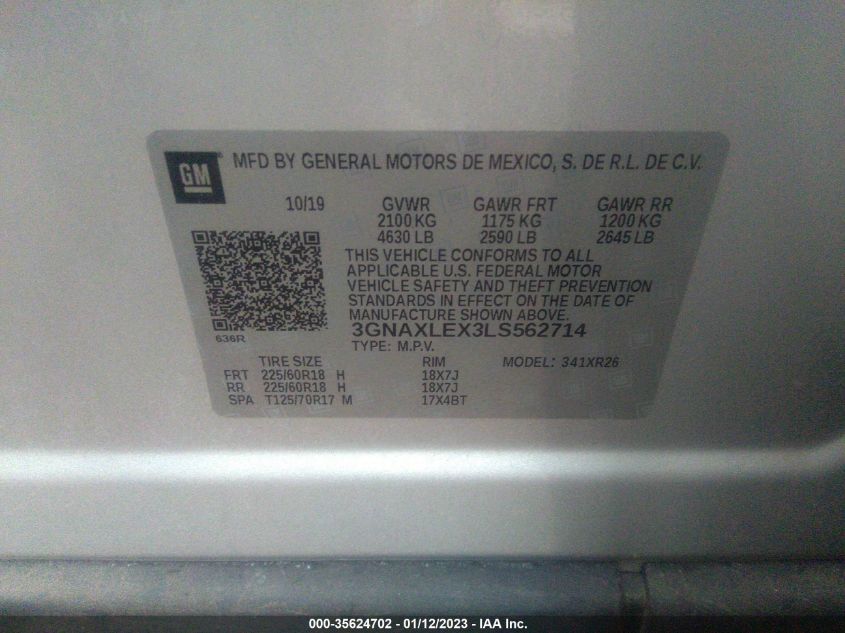 GM MFD BY GENERAL MOTORS DE MEXICO, S. DE R.L. DE C.V.
10/19 GVWR GAWR FRT GAWR RR
2100 KG 1175 KG 1200 KG
4630 LB 2590 LB 2645 LB
THIS VEHICLE CONFORMS TO ALL
APPLICABLE U.S. FEDERAL MOTOR
VEHICLE SAFETY AND THEFT PREVENTION
STANDARDS IN EFFECT ON THE DATE OF
MANUFACTURE SHOWN ABOVE.
3GNAXLEX3LS562714
636R
TYPE: M.P.V.
TIRE SIZE RIM MODEL: 341XR26
FRT 225/60R18 H 18X7J
RR 225/60R18 H 18X7J
SPA T125/70R17 M 17X4BT
000-35624702 - 01/12/2023 - IAA Inc.